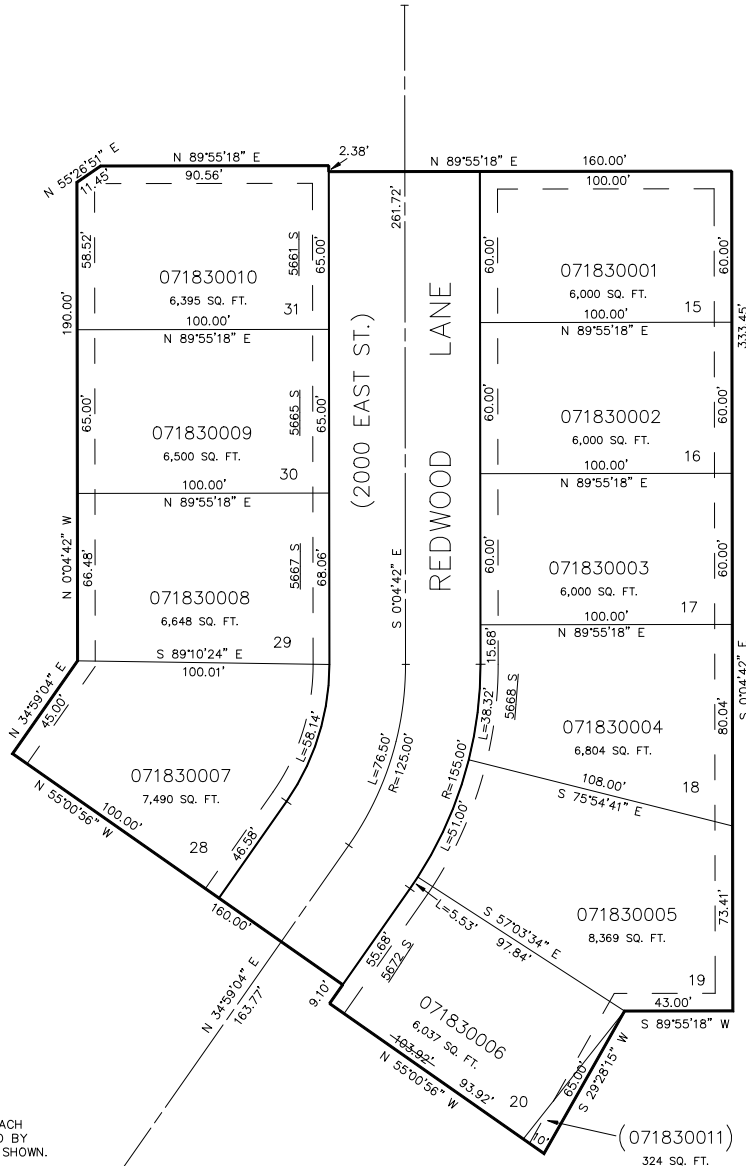 N 55°26'51" E
11.45'
N 89°55'18" E
90.56'
2.38'
N 89°55'18" E
160.00'
100.00'
261.72'
58.52'
5661 S
65.00'
60.00'
60.00'
071830010
6,395 SQ. FT.
31
071830001
6,000 SQ. FT.
15
190.00'
333.45'
100.00'
N 89°55'18" E
100.00'
N 89°55'18" E
(2000 EAST ST.)
REDWOOD LANE
65.00'
5665 S
65.00'
60.00'
60.00'
071830009
6,500 SQ. FT.
30
071830002
6,000 SQ. FT.
16
100.00'
N 89°55'18" E
100.00'
N 89°55'18" E
N 0°04'42" W
66.48'
5667 S
68.06'
S 0°04'42" E
60.00'
60.00'
071830008
6,648 SQ. FT.
29
071830003
6,000 SQ. FT.
17
100.00'
N 89°55'18" E
S 89°10'24" E
100.01'
15.68'
S 0°04'42" E
N 34°59'04" E
45.00'
L=58.14'
L=76.50'
R=125.00'
L=38.32'
5668 S
R=155.00'
80.04'
071830004
6,804 SQ. FT.
18
071830007
7,490 SQ. FT.
28
108.00'
S 75°54'41" E
100.00'
N 55°00'56" W
46.58'
L=51.00'
160.00'
L=5.53'
S 57°03'34" E
97.84'
071830005
8,369 SQ. FT.
19
73.41'
43.00'
S 89°55'18" W
55.68'
5672 S
9.10'
N 34°59'04" E
163.77'
071830006
6,037 SQ. FT.
103.92'
93.92'
N 55°00'56" W
20
65.00'
S 29°28'15" W
10'
(071830011)
324 SQ. FT.
ACH
D BY
SHOWN.